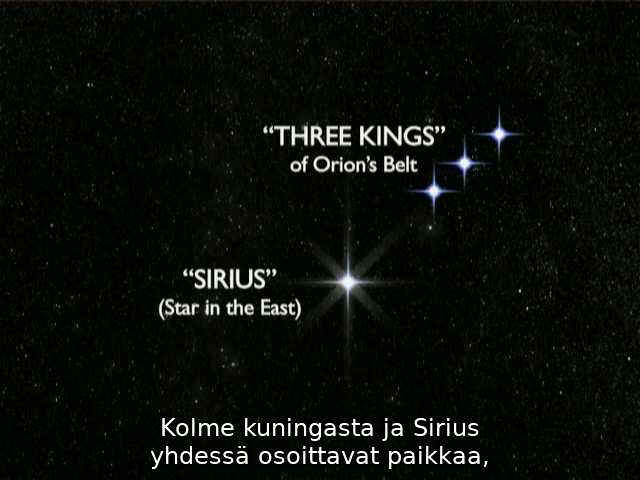 “THREE KINGS”
of Orion’s Belt
“SIRIUS”
(Star in the East)
Kolme kuningasta ja Sirius
yhdessä osoittavat paikkaa,